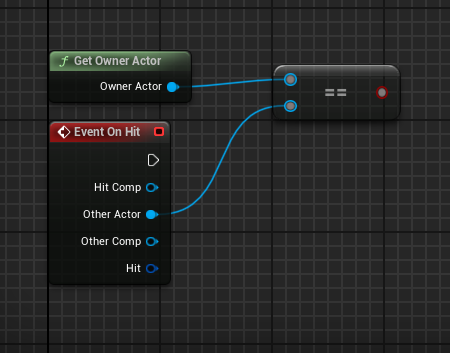 Get Owner Actor
Owner Actor
==
Event On Hit
Hit Comp
Other Actor
Other Comp
Hit